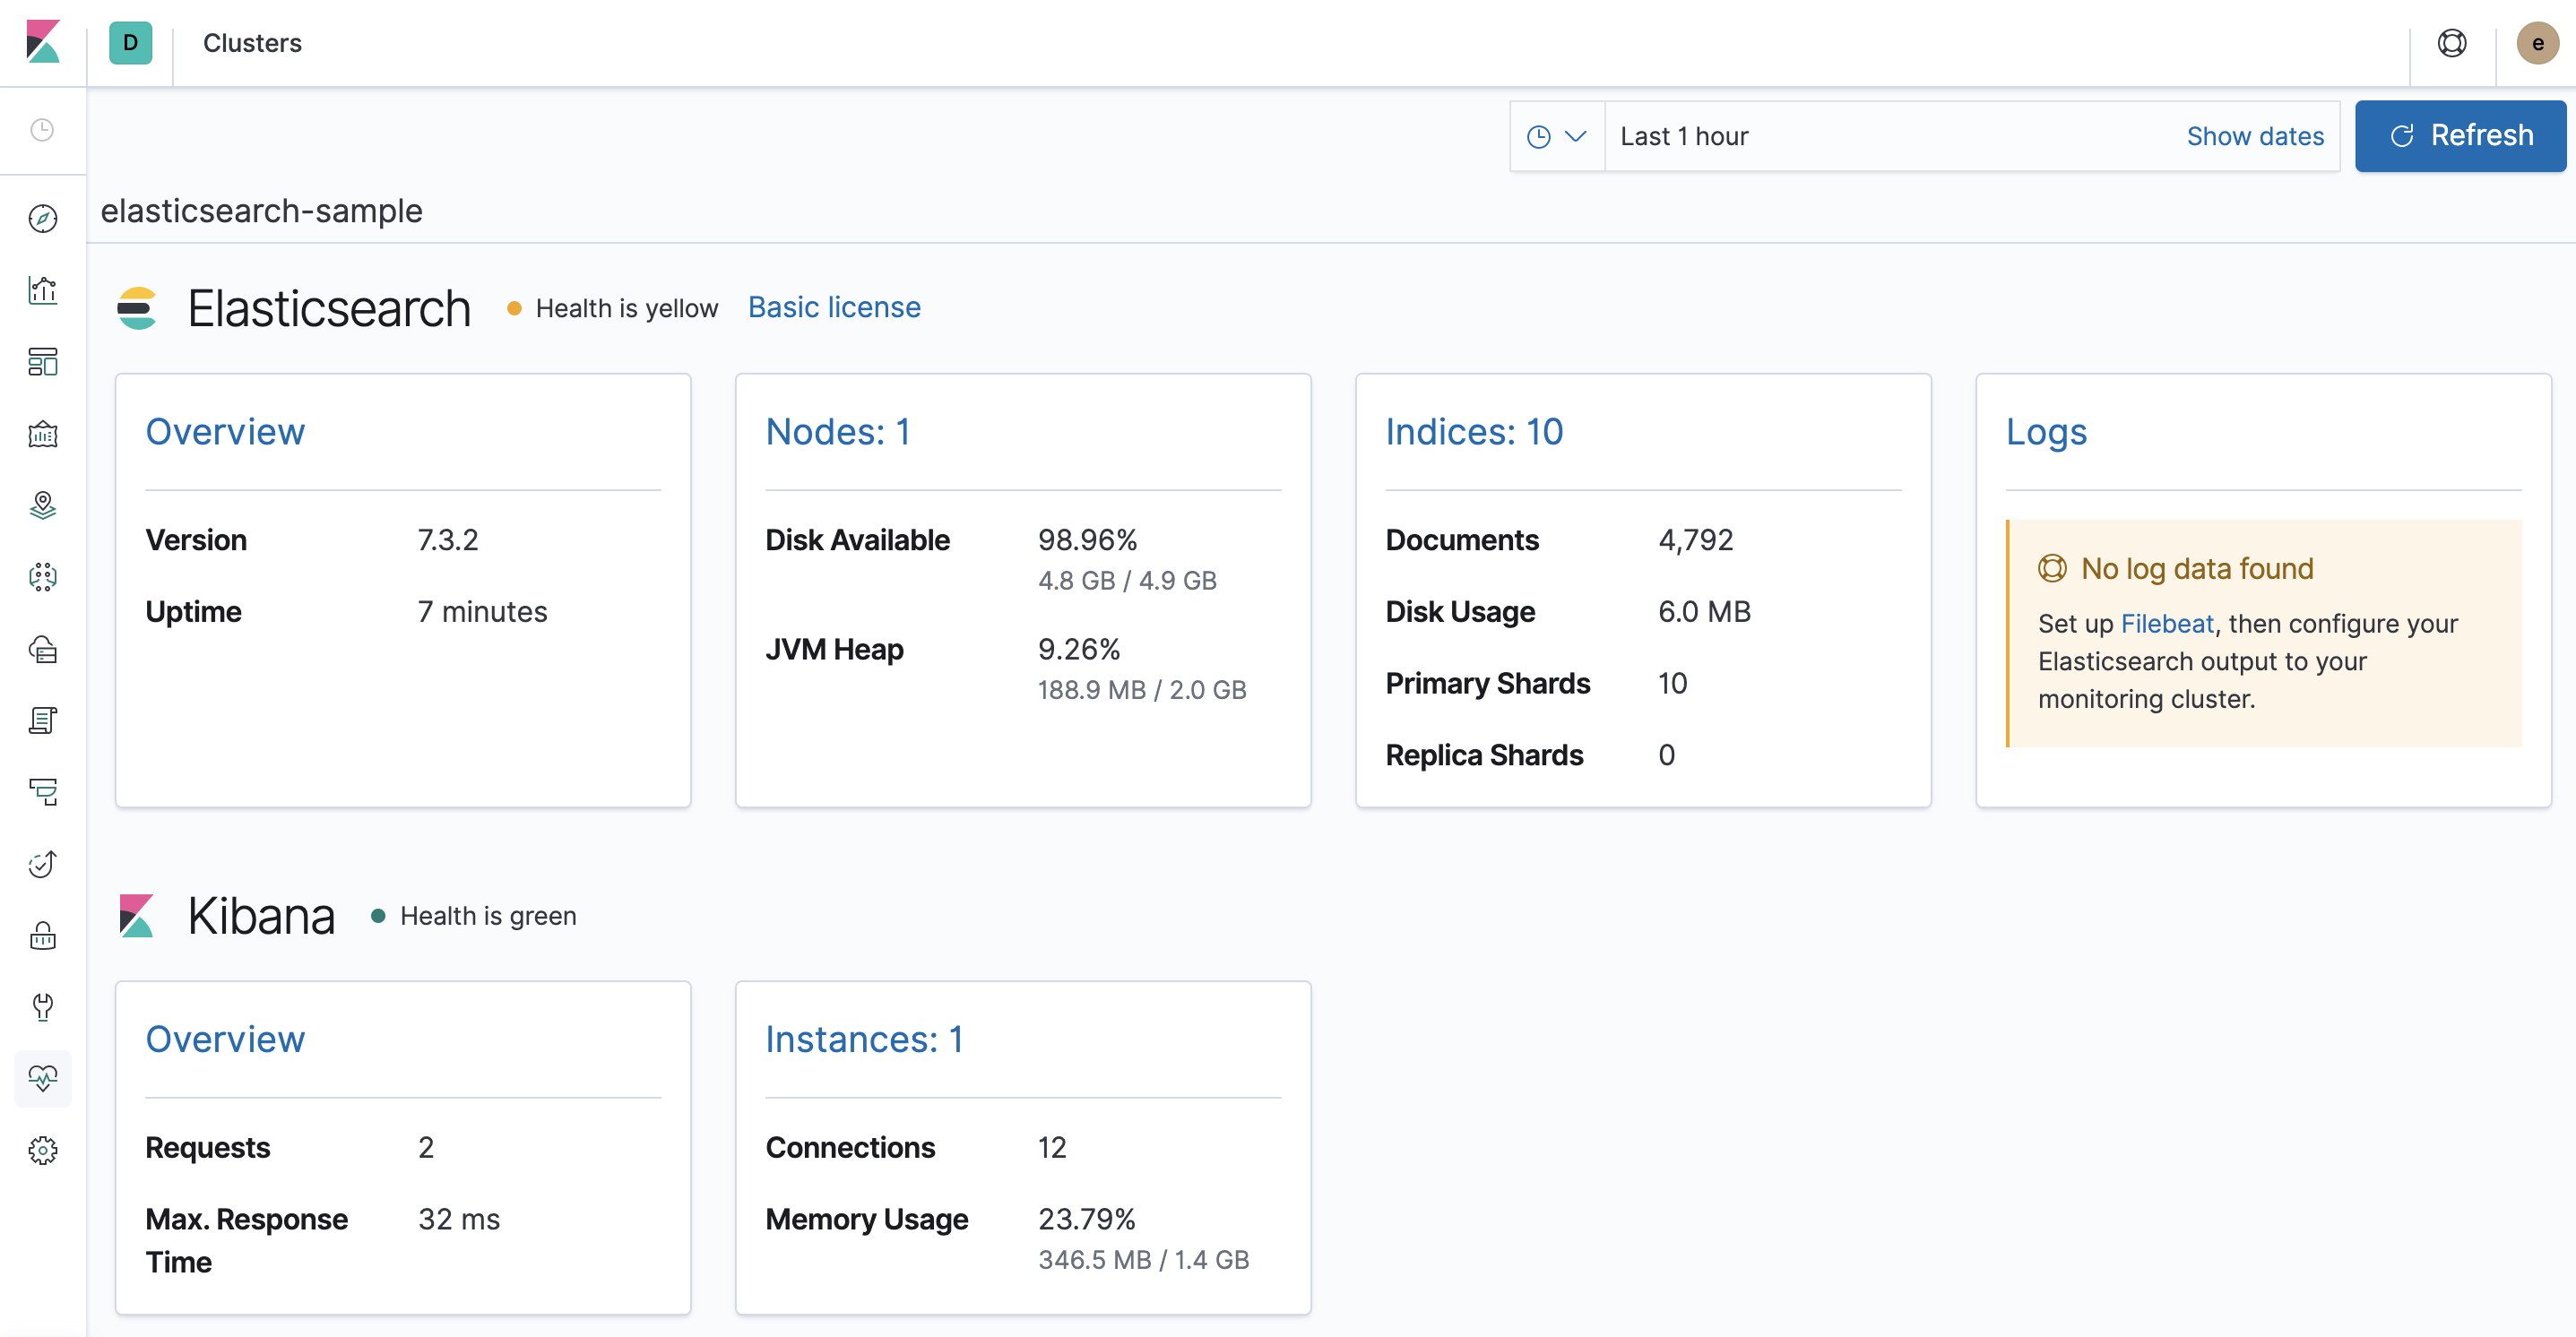 D
Clusters
e
Last 1 hour
Show dates
Refresh
elasticsearch-sample
Elasticsearch
Health is yellow
Basic license
Overview
Version 7.3.2
Uptime 7 minutes
Nodes: 1
Disk Available 98.96%
4.8 GB / 4.9 GB
JVM Heap 9.26%
188.9 MB / 2.0 GB
Indices: 10
Documents 4,792
Disk Usage 6.0 MB
Primary Shards 10
Replica Shards 0
Logs
No log data found
Set up Filebeat, then configure your
Elasticsearch output to your
monitoring cluster.
Kibana
Health is green
Overview
Requests 2
Max. Response 32 ms
Time
Instances: 1
Connections 12
Memory Usage 23.79%
346.5 MB / 1.4 GB